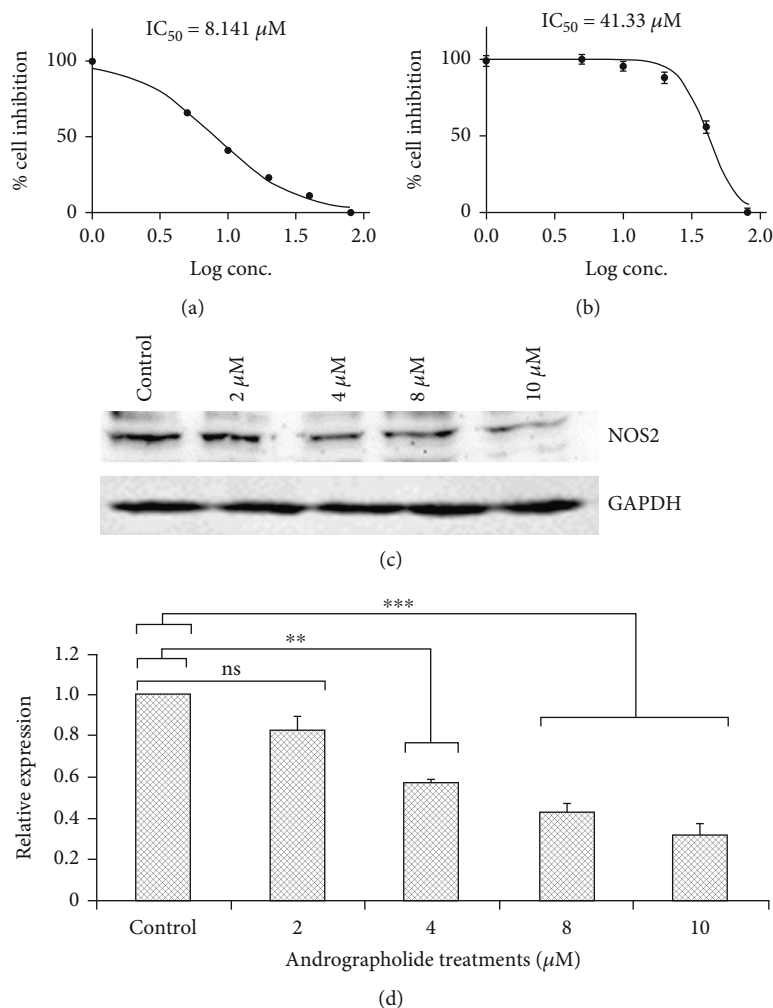 IC50 = 8.141 μM
% cell inhibition
100
50
0
0.0 0.5 1.0 1.5 2.0
Log conc.
(a)
IC50 = 41.33 μM
% cell inhibition
100
50
0
0.0 0.5 1.0 1.5 2.0
Log conc.
(b)
Control
2 μM
4 μM
8 μM
10 μM
NOS2
GAPDH
(c)
***
**
ns
Relative expression
1.2
1.0
0.8
0.6
0.4
0.2
0
Control 2 4 8 10
Andrographolide treatments (μM)
(d)